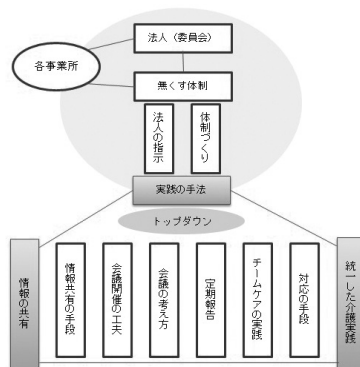 法人（委員会）
各事業所
無くす体制
法人の指示
体制づくり
実践の手法
トップダウン
情報の共有
情報共有の手段
会議開催の工夫
会議の考え方
定期報告
チームケアの実践
対応の手段
統一した介護実践